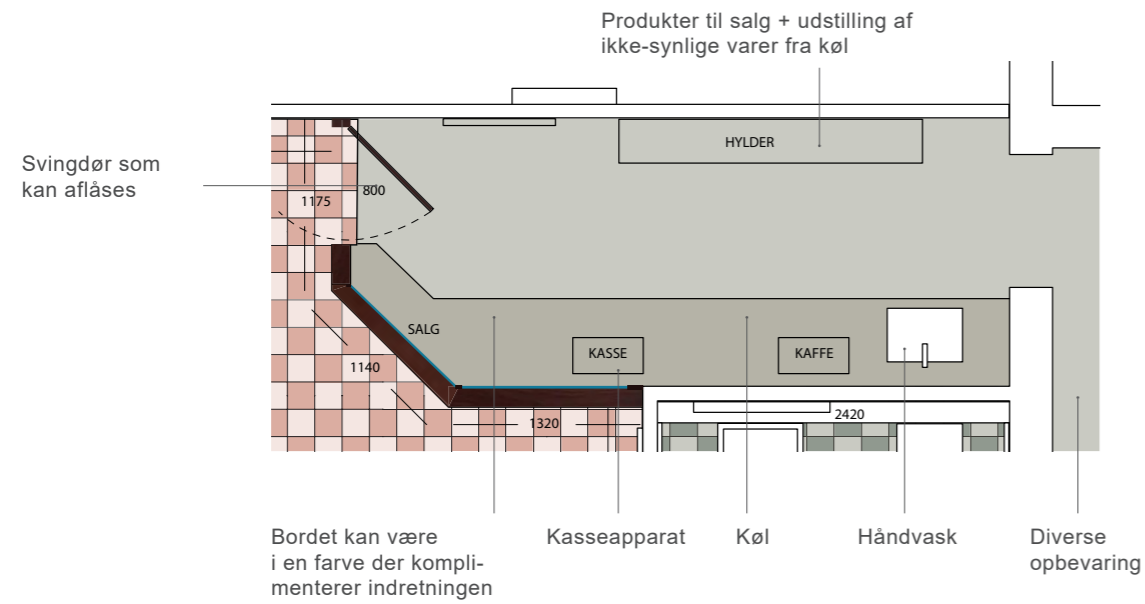 Produkter til salg + udstilling af
ikke-synlige varer fra køl
HYLDER
Svingdør som
kan aflåses
800
1175
SALG
KASSE
KAFFE
1140
1320
2420
Bordet kan være
i en farve der kompli-
menterer indretningen
Kasseapparat
Køl
Håndvask
Diverse
opbevaring